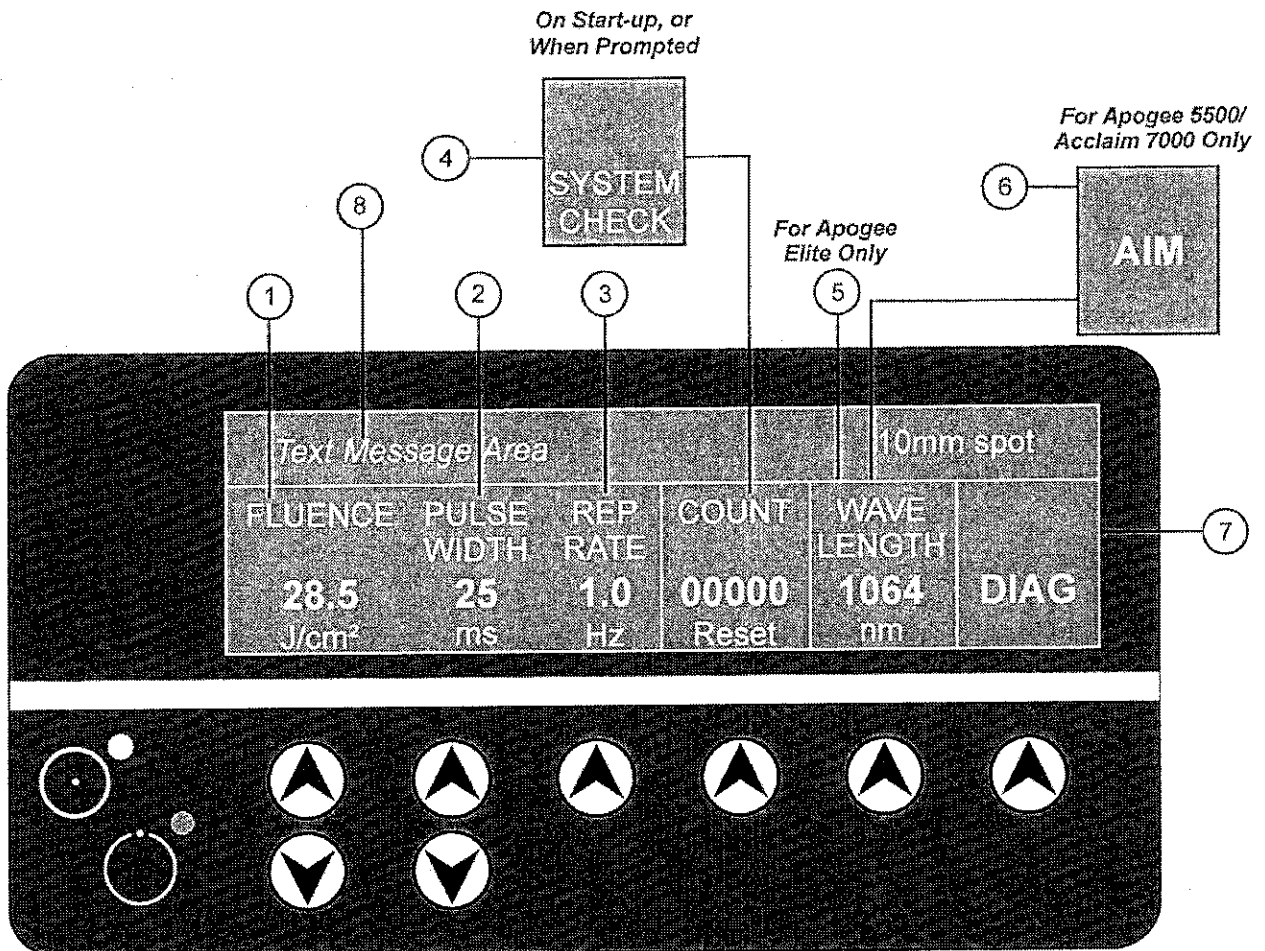 On Start-up, or
When Prompted
For Apogee 5500/
Acclaim 7000 Only
4
SYSTEM
CHECK
6
AIM
8
For Apogee
Elite Only
1
2
3
5
Text Message Area
10mm spot
7
FLUENCE
28.5
J/cm²
PULSE
WIDTH
25
ms
REP
RATE
1.0
Hz
COUNT
00000
Reset
WAVE
LENGTH
1064
nm
DIAG